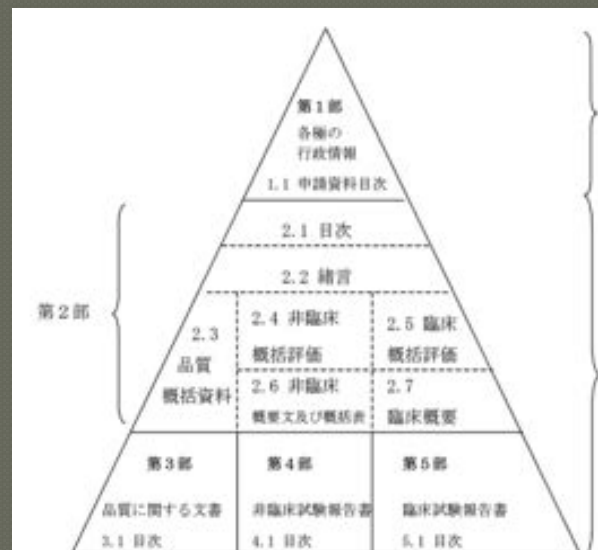 第1部
各極の
行政情報
1.1 申請資料目次
第2部
2.1 目次
2.2 緒言
2.3
品質
概括資料
2.4 非臨床
概括評価
2.5 臨床
概括評価
2.6 非臨床
概要文及び概括表
2.7
臨床概要
第3部
品質に関する文書
3.1 目次
第4部
非臨床試験報告書
4.1 目次
第5部
臨床試験報告書
5.1 目次